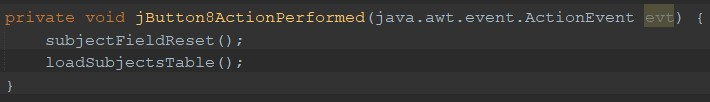 private void jButton8ActionPerformed(java.awt.event.ActionEvent evt) {
    subjectFieldReset();
    loadSubjectsTable();
}